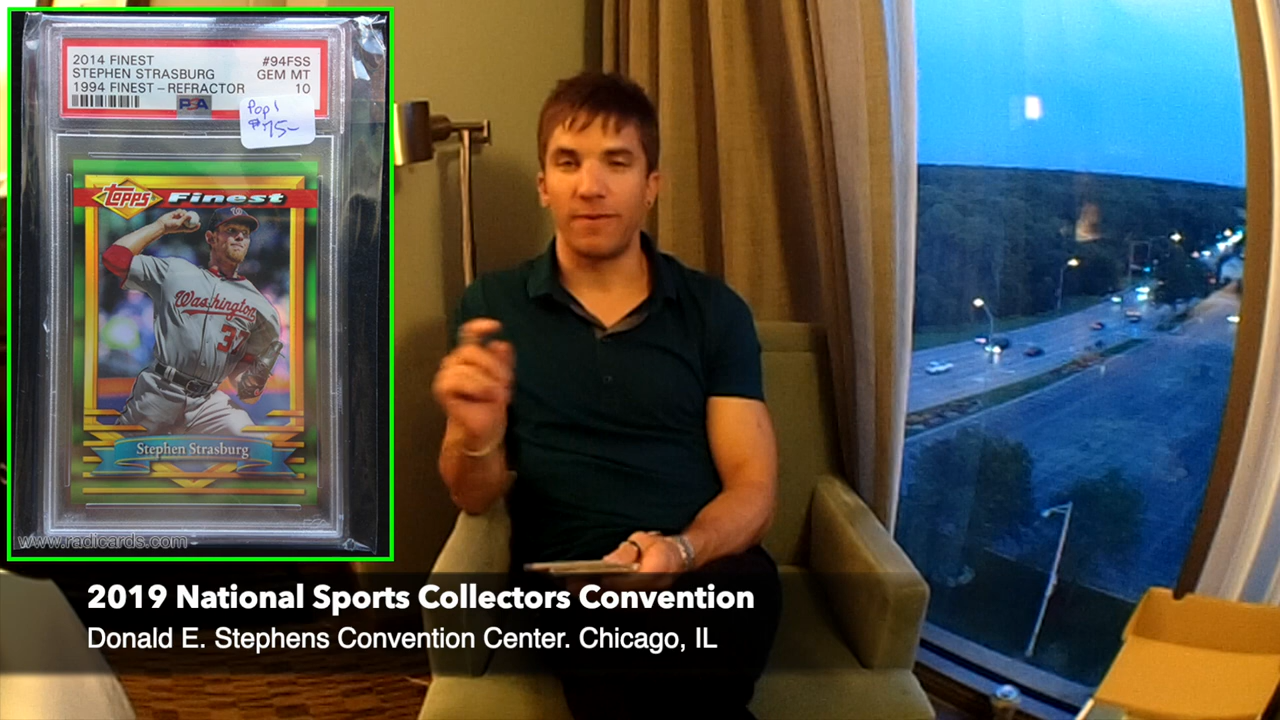 2014 FINEST #94FSS
STEPHEN STRASBURG GEM MT
1994 FINEST – REFRACTOR 10
PSA
Pop 1
$75-
Topps Finest
Washington
37
Stephen Strasburg
www.radicards.com
2019 National Sports Collectors Convention
Donald E. Stephens Convention Center. Chicago, IL